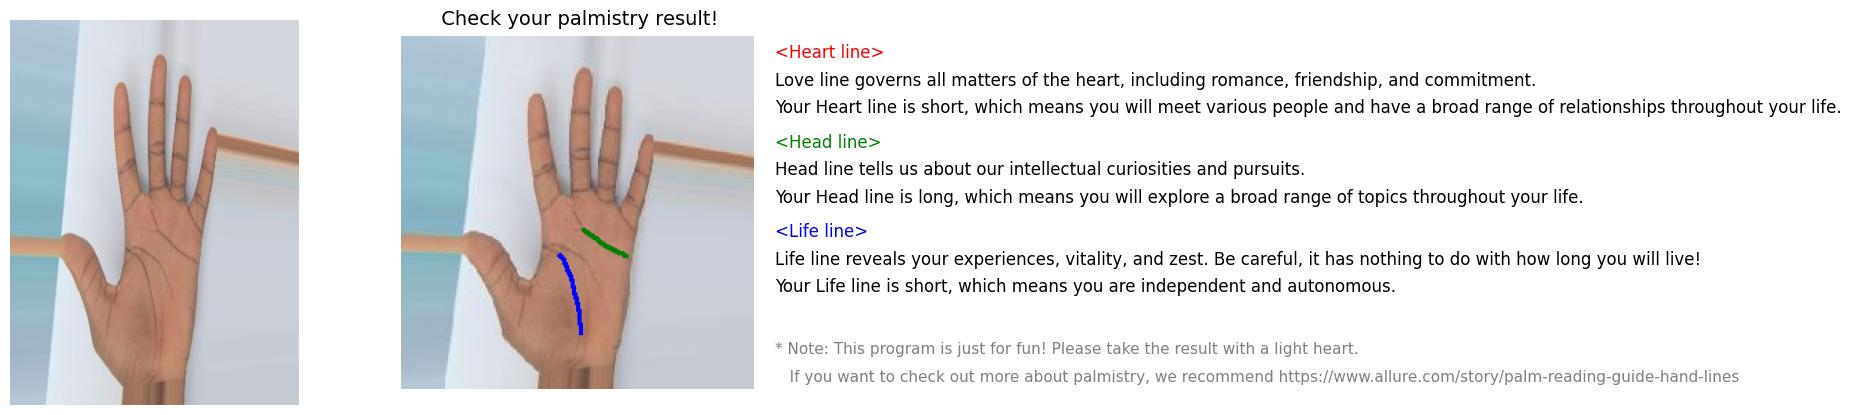 Check your palmistry result!
<Heart line>
Love line governs all matters of the heart, including romance, friendship, and commitment.
Your Heart line is short, which means you will meet various people and have a broad range of relationships throughout your life.
<Head line>
Head line tells us about our intellectual curiosities and pursuits.
Your Head line is long, which means you will explore a broad range of topics throughout your life.
<Life line>
Life line reveals your experiences, vitality, and zest. Be careful, it has nothing to do with how long you will live!
Your Life line is short, which means you are independent and autonomous.
* Note: This program is just for fun! Please take the result with a light heart.
If you want to check out more about palmistry, we recommend https://www.allure.com/story/palm-reading-guide-hand-lines